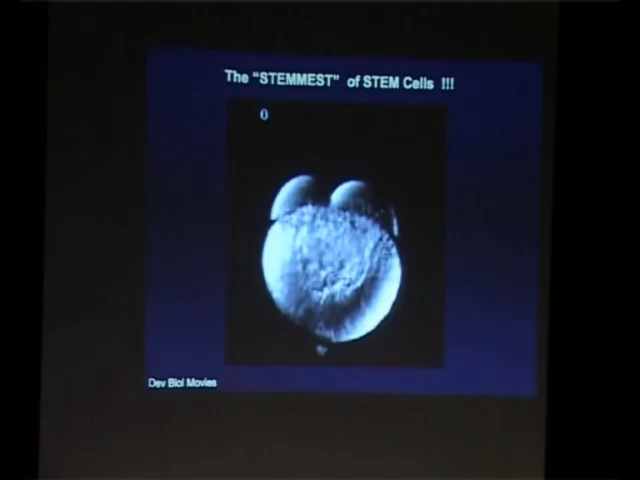 The “STEMMEST” of STEM Cells !!!
0
Dev Biol Movies